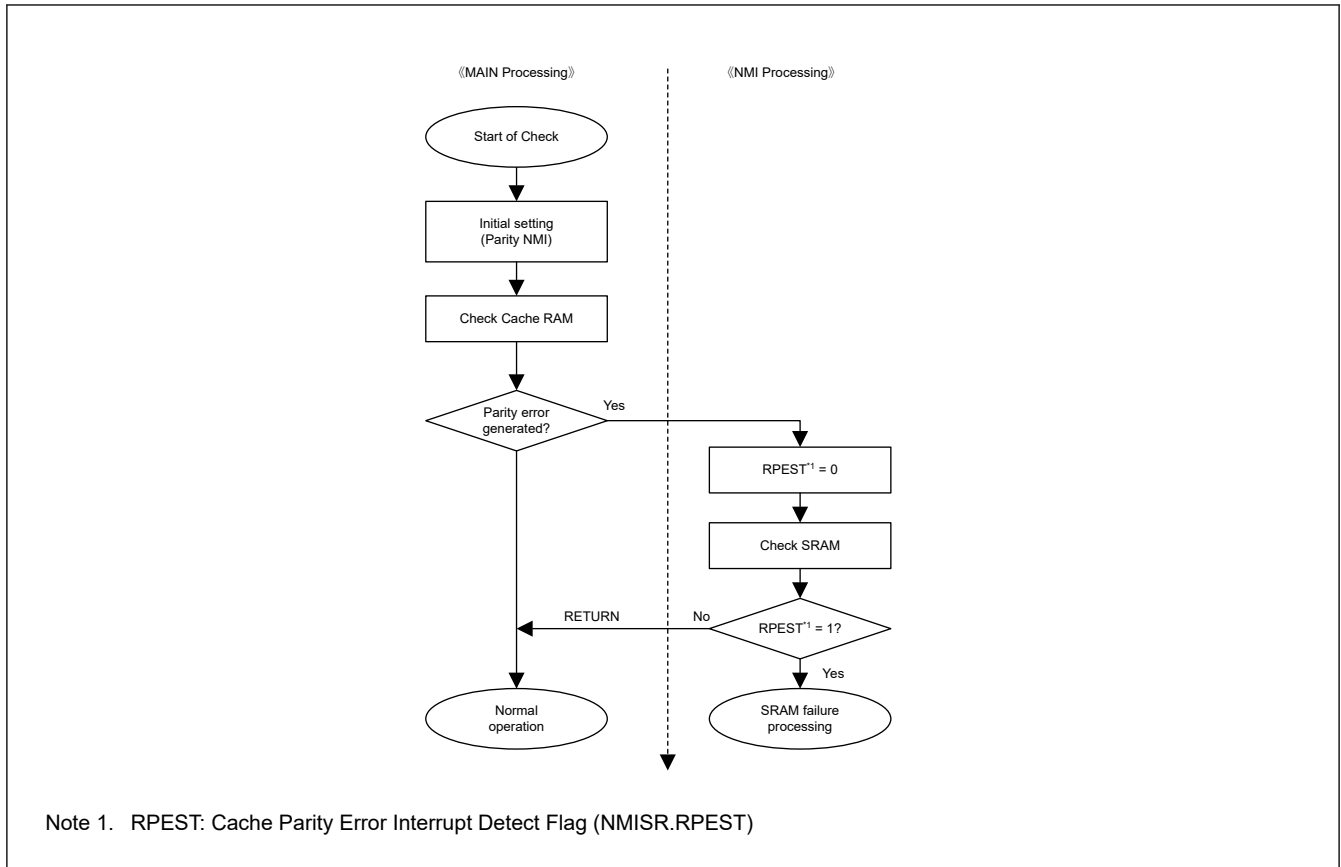 《MAIN Processing》
《NMI Processing》
Start of Check
Initial setting
(Parity NMI)
Check Cache RAM
Parity error
generated?
Yes
RPEST*1 = 0
Check SRAM
RETURN
No
RPEST*1 = 1?
Yes
Normal
operation
SRAM failure
processing
Note 1. RPEST: Cache Parity Error Interrupt Detect Flag (NMISR.RPEST)